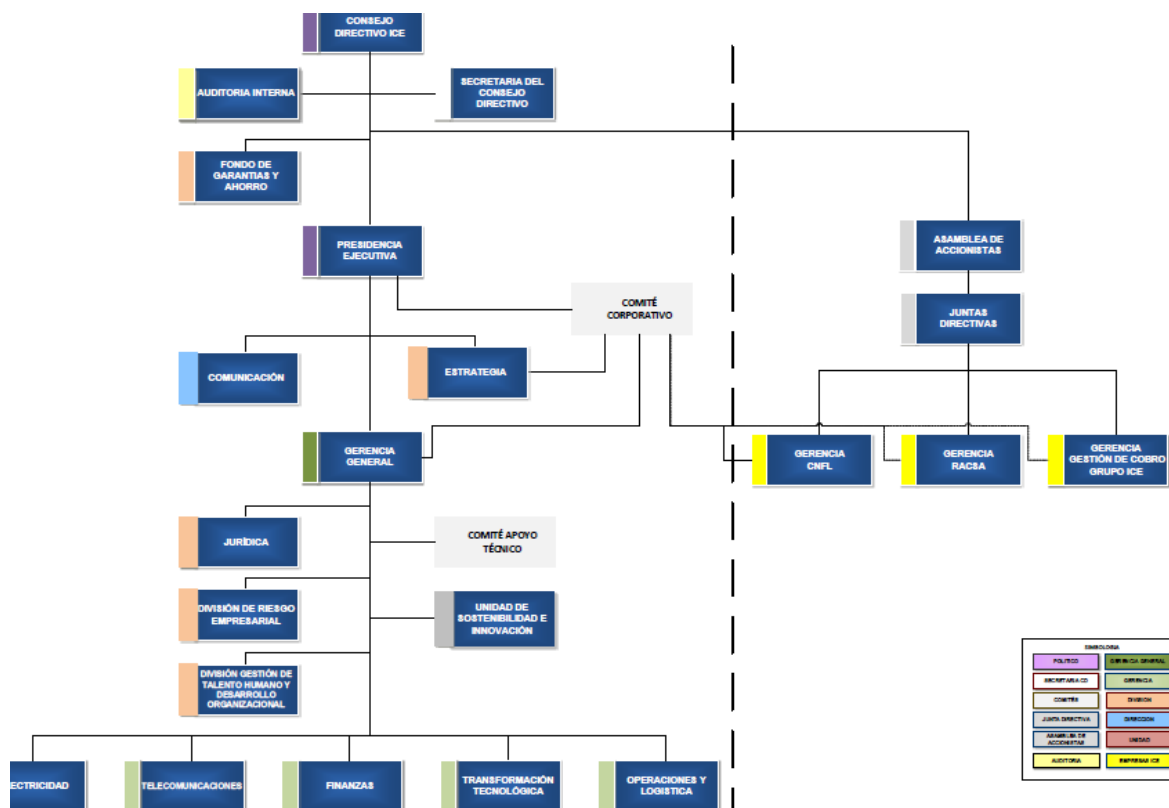 CONSEJO
DIRECTIVO ICE
AUDITORIA INTERNA
SECRETARIA DEL
CONSEJO
DIRECTIVO
FONDO DE
GARANTIAS Y
AHORRO
PRESIDENCIA
EJECUTIVA
ASAMBLEA DE
ACCIONISTAS
COMITÉ
CORPORATIVO
JUNTAS
DIRECTIVAS
COMUNICACIÓN
ESTRATEGIA
GERENCIA
GENERAL
GERENCIA
CNFL
GERENCIA
RACSA
GERENCIA
GESTIÓN DE COBRO
GRUPO ICE
JURÍDICA
COMITÉ APOYO
TÉCNICO
DIVISIÓN DE RIESGO
EMPRESARIAL
UNIDAD DE
SOSTENIBILIDAD E
INNOVACIÓN
DIVISIÓN GESTIÓN DE
TALENTO HUMANO Y
DESARROLLO
ORGANIZACIONAL
ECTRICIDAD
TELECOMUNICACIONES
FINANZAS
TRANSFORMACIÓN
TECNOLÓGICA
OPERACIONES Y
LOGISTICA
SIMBOLOGIA
POLITICO
GERENCIA GENERAL
SECRETARIA CD
GERENCIA
COMITÉS
DIVISION
JUNTA DIRECTIVA
DIRECCION
ASAMBLEA DE
ACCIONISTAS
UNIDAD
AUDITORIA
EMPRESAS ICE